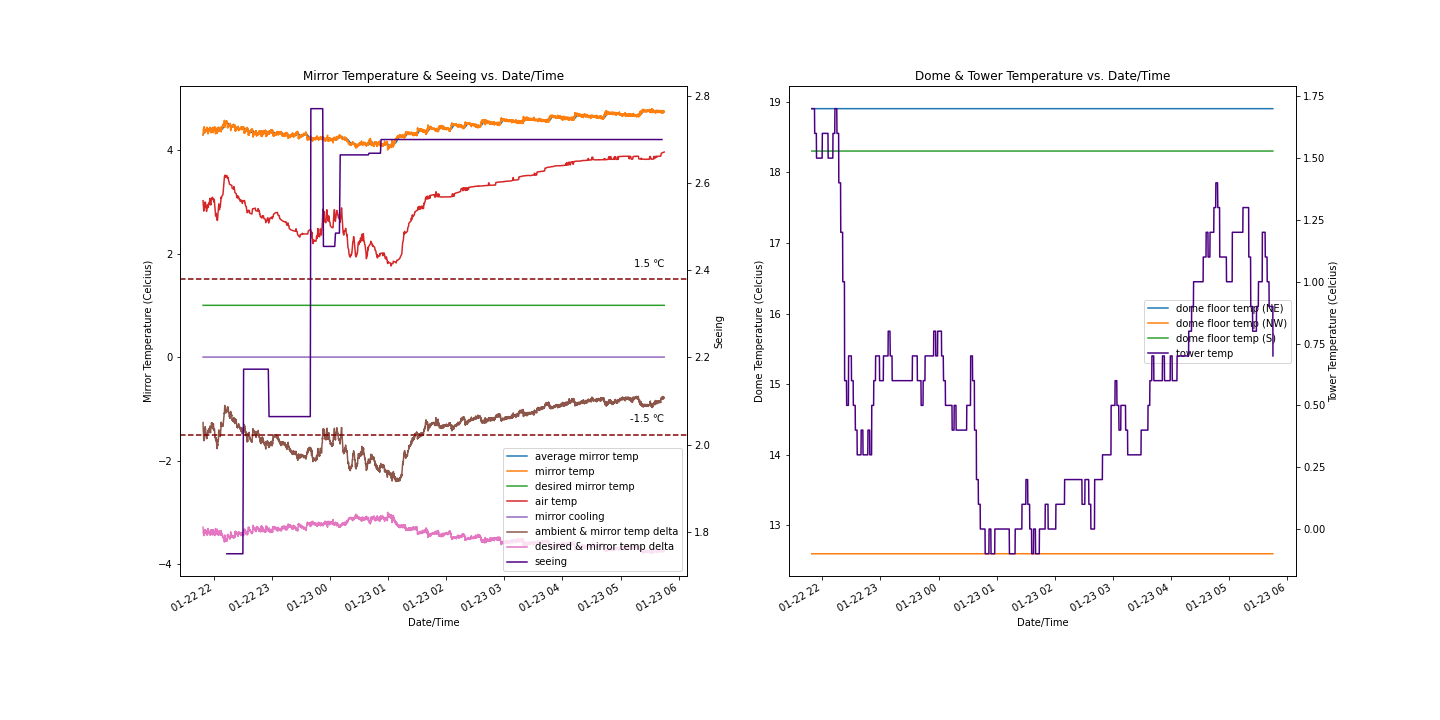 Mirror Temperature & Seeing vs. Date/Time
Mirror Temperature (Celcius)
4
2
0
−2
−4
2.8
2.6
2.4
2.2
2.0
1.8
Seeing
1.5 ℃
-1.5 ℃
average mirror temp
mirror temp
desired mirror temp
air temp
mirror cooling
ambient & mirror temp delta
desired & mirror temp delta
seeing
01-22 22
01-22 23
01-23 00
01-23 01
01-23 02
01-23 03
01-23 04
01-23 05
01-23 06
Date/Time
Dome & Tower Temperature vs. Date/Time
Dome Temperature (Celcius)
19
18
17
16
15
14
13
1.75
1.50
1.25
1.00
0.75
0.50
0.25
0.00
Tower Temperature (Celcius)
dome floor temp (NE)
dome floor temp (NW)
dome floor temp (S)
tower temp
01-22 22
01-22 23
01-23 00
01-23 01
01-23 02
01-23 03
01-23 04
01-23 05
01-23 06
Date/Time